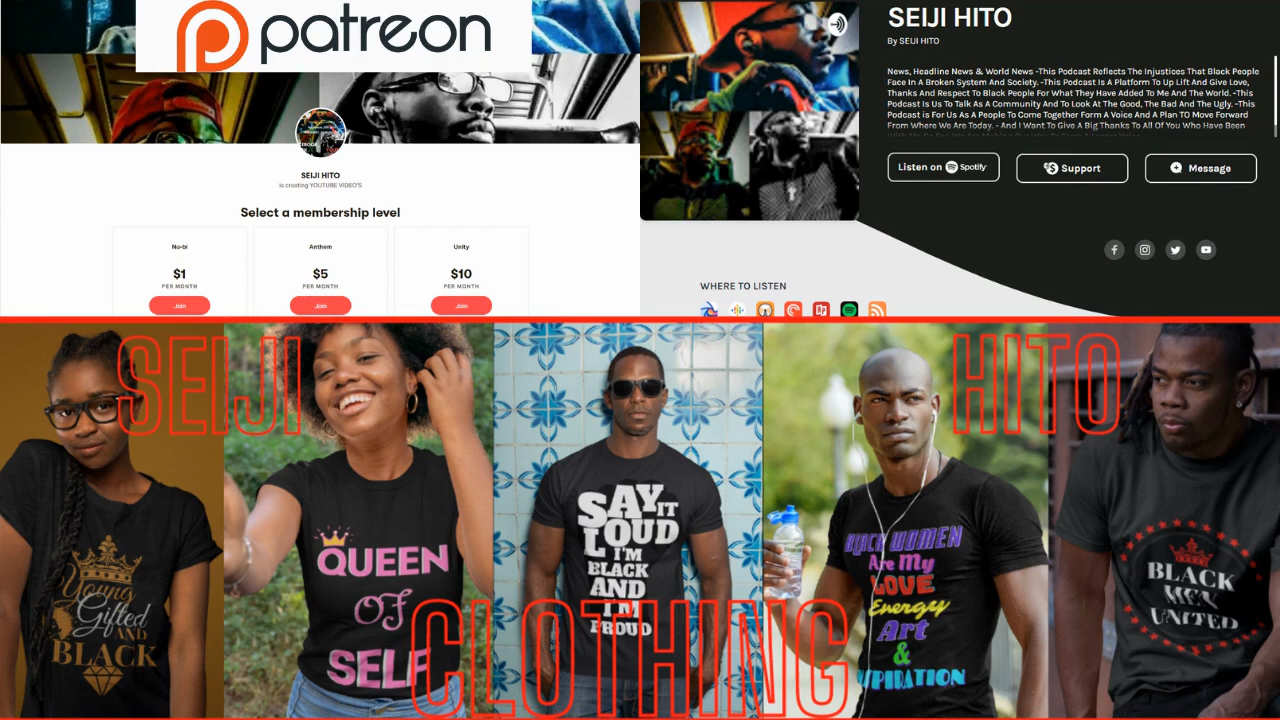 patreon
SEIJI HITO
is creating YOUTUBE VIDEO'S
Select a membership level
Nu-bi
Anthem
Unity
$1
$5
$10
PER MONTH
PER MONTH
PER MONTH
Join
Join
Join
SEIJI HITO
By SEIJI HITO
News, Headline News & World News -This Podcast Reflects The Injustices That Black People
Face In A Broken System And Society. -This Podcast Is A Platform To Up Lift And Give Love,
Thanks And Respect To Black People For What They Have Added To Me And The World. -This
Podcast Is Us To Talk As A Community And To Look At The Good, The Bad And The Ugly. -This
Podcast Is For Us As A People To Come Together Form A Voice And A Plan TO Move Forward
From Where We Are Today. - And I Want To Give A Big Thanks To All Of You Who Have Been
Listen on Spotify
Support
Message
WHERE TO LISTEN
SEIJI
HITO
CLOTHING
Young
Gifted
AND
BLACK
QUEEN
OF
SELF
SAY IT
LOUD
I'M
BLACK
AND
I'M
PROUD
BLACK WOMEN
Are My
LOVE
Energy
Art
&
INSPIRATION
BLACK
MEN
UNITED